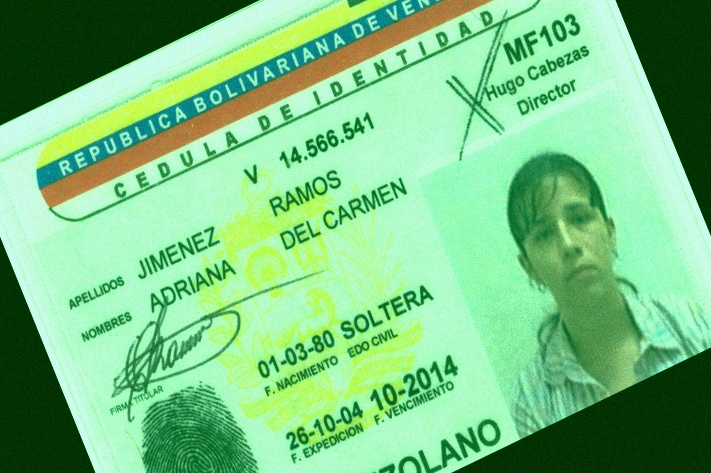 REPUBLICA BOLIVARIANA DE VEN
CEDULA DE IDENTIDAD
MF103
Hugo Cabezas
Director
V 14.566.541
APELLIDOS JIMENEZ RAMOS
NOMBRES ADRIANA DEL CARMEN
FIRMA TITULAR
01-03-80 SOLTERA
F. NACIMIENTO EDO CIVIL
26-10-04 10-2014
F. EXPEDICION F. VENCIMIENTO
ZOLANO